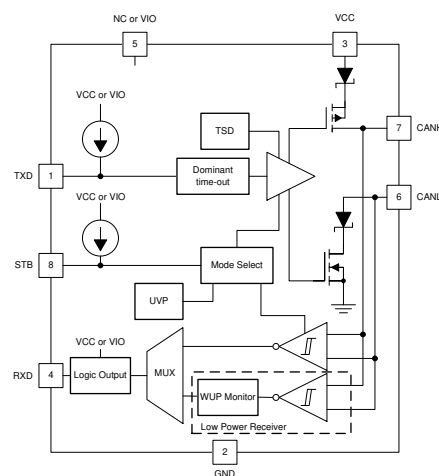 NC or VIO
VCC
5
3
VCC or VIO
TSD
7
CANH
TXD
1
Dominant
time-out
VCC or VIO
6
CANL
STB
8
Mode Select
UVP
VCC or VIO
RXD
4
Logic Output
MUX
WUP Monitor
Low Power Receiver
2
GND